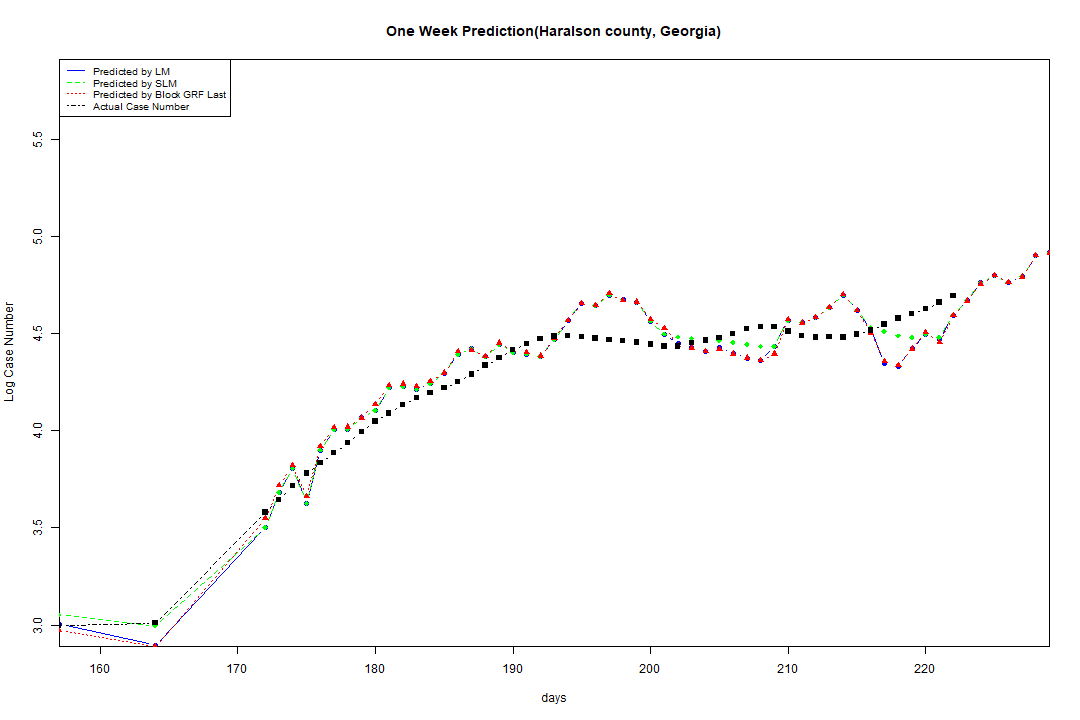 One Week Prediction(Haralson county, Georgia)
Predicted by LM
Predicted by SLM
Predicted by Block GRF Last
Actual Case Number
5.5
5.0
4.5
4.0
3.5
3.0
Log Case Number
160 170 180 190 200 210 220
days